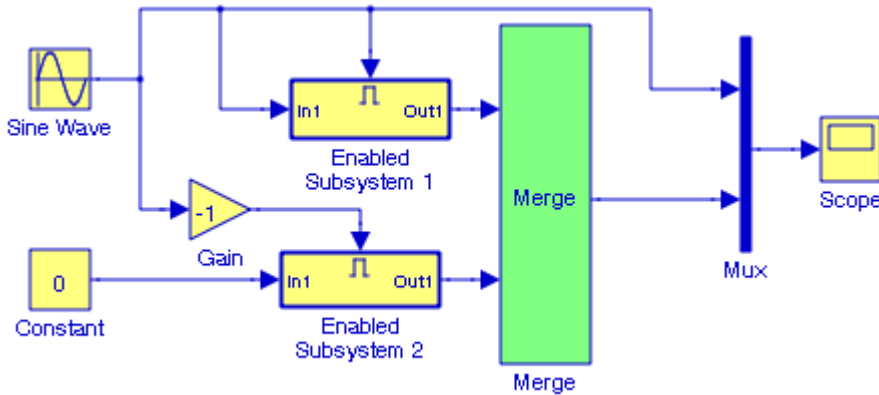 Sine Wave
In1
Out1
Enabled
Subsystem 1
Merge
-1
Gain
0
Constant
In1
Out1
Enabled
Subsystem 2
Merge
Mux
Scope